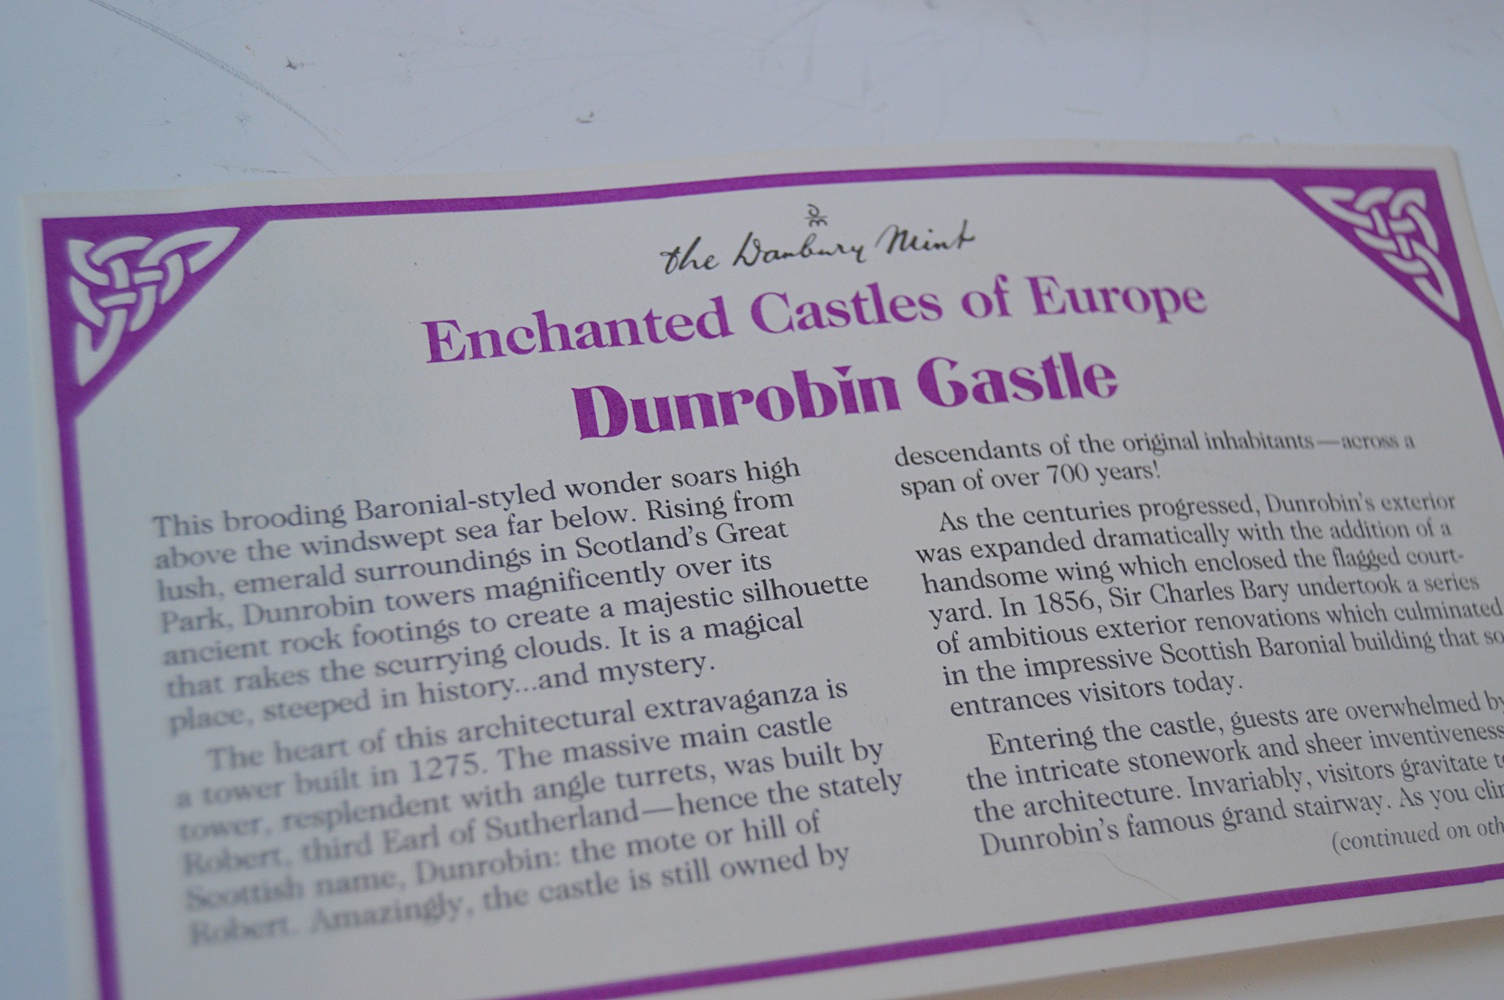 the Danbury Mint
Enchanted Castles of Europe
Dunrobin Castle
This brooding Baronial-styled wonder soars high
above the windswept sea far below. Rising from
lush, emerald surroundings in Scotland's Great
Park, Dunrobin towers magnificently over its
ancient rock footings to create a majestic silhouette
that rakes the scurrying clouds. It is a magical
place, steeped in history...and mystery.
The heart of this architectural extravaganza is
a tower built in 1275. The massive main castle
tower, resplendent with angle turrets, was built by
Robert, third Earl of Sutherland—hence the stately
Scottish name, Dunrobin: the mote or hill of
Robert. Amazingly, the castle is still owned by
descendants of the original inhabitants—across a
span of over 700 years!
As the centuries progressed, Dunrobin's exterior
was expanded dramatically with the addition of a
handsome wing which enclosed the flagged court-
yard. In 1856, Sir Charles Bary undertook a series
of ambitious exterior renovations which culminated
in the impressive Scottish Baronial building that so
entrances visitors today.
Entering the castle, guests are overwhelmed by
the intricate stonework and sheer inventiveness
the architecture. Invariably, visitors gravitate
Dunrobin's famous grand stairway. As you
(continued on